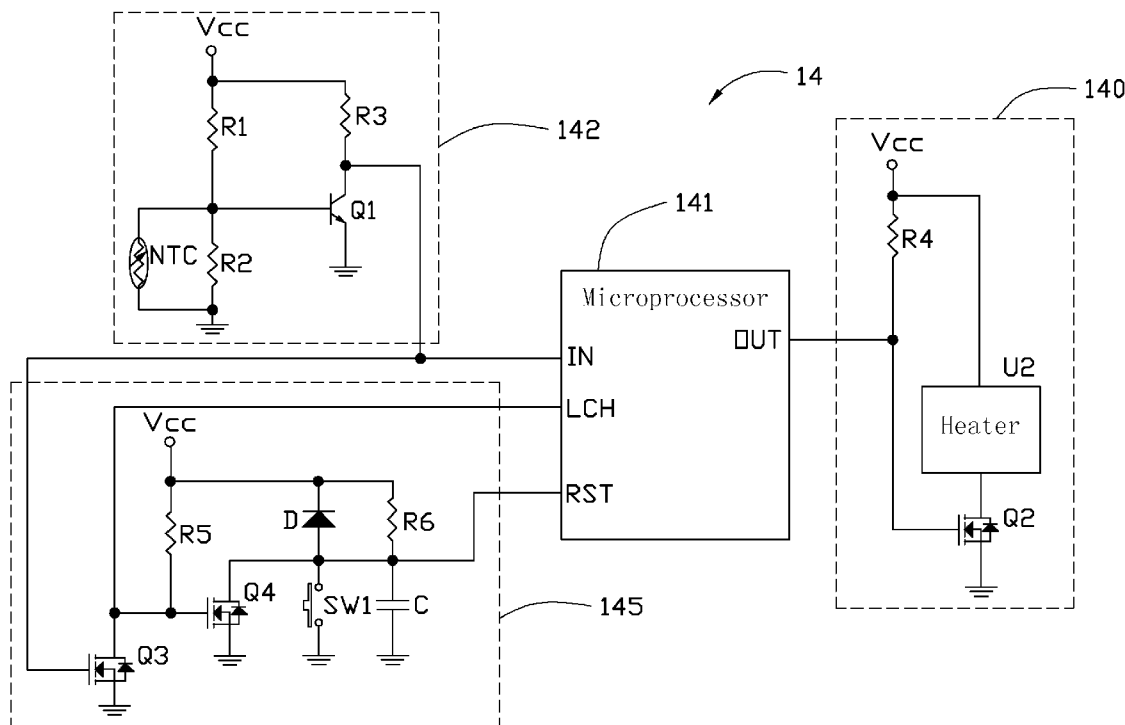 Vcc
R1
R3
142
Q1
NTC
R2
14
140
Vcc
R4
141
Microprocessor
OUT
IN
LCH
RST
U2
Heater
Q2
Vcc
R5
D
R6
Q4
SW1
C
145
Q3